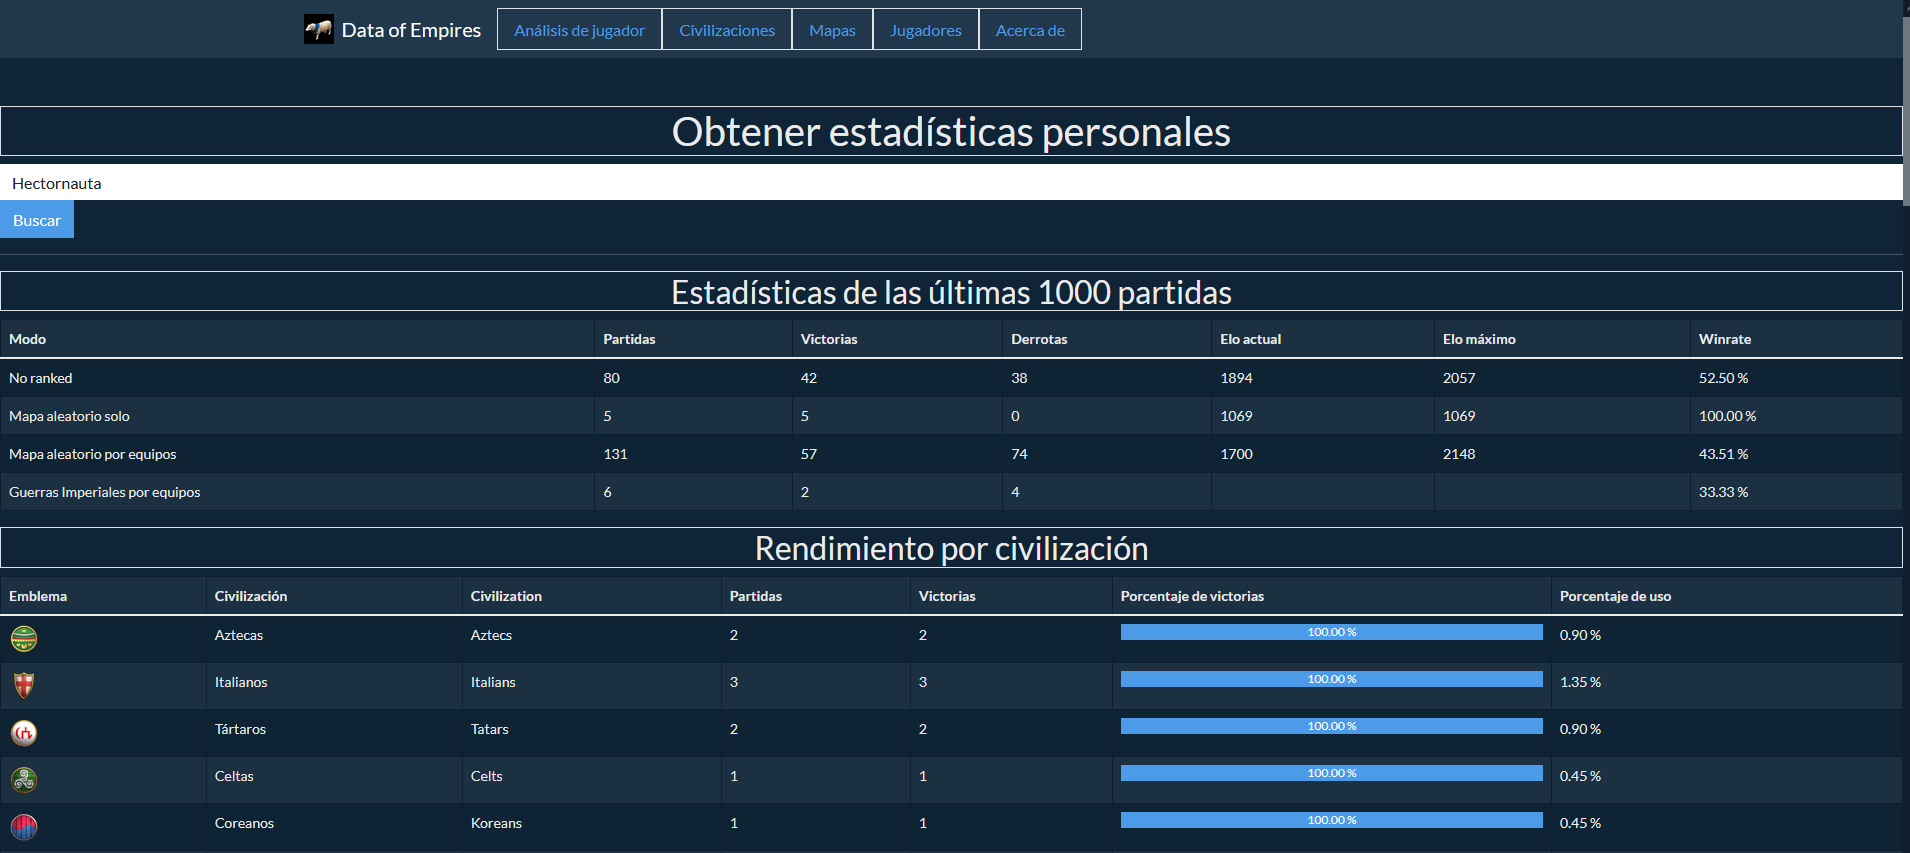 Data of Empires Análisis de jugador Civilizaciones Mapas Jugadores Acerca de
Obtener estadísticas personales
Hectornauta
Buscar
Estadísticas de las últimas 1000 partidas
Modo Partidas Victorias Derrotas Elo actual Elo máximo Winrate
No ranked 80 42 38 1894 2057 52.50 %
Mapa aleatorio solo 5 5 0 1069 1069 100.00 %
Mapa aleatorio por equipos 131 57 74 1700 2148 43.51 %
Guerras Imperiales por equipos 6 2 4 33.33 %
Rendimiento por civilización
Emblema Civilización Civilization Partidas Victorias Porcentaje de victorias Porcentaje de uso
Aztecas Aztecs 2 2 100.00 % 0.90 %
Italianos Italians 3 3 100.00 % 1.35 %
Tártaros Tatars 2 2 100.00 % 0.90 %
Celtas Celts 1 1 100.00 % 0.45 %
Coreanos Koreans 1 1 100.00 % 0.45 %